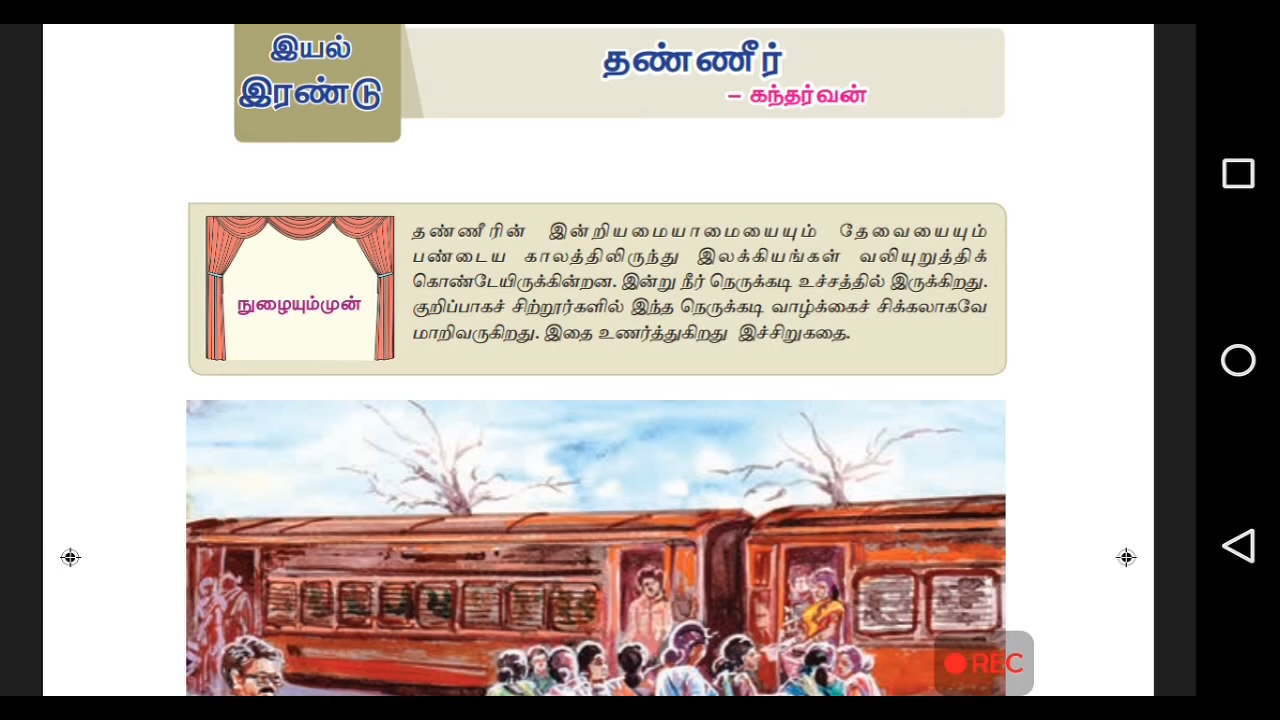 இயல்
இரண்டு
தண்ணீர்
– கந்தர்வன்
நுழையும்முன்
தண்ணீரின் இன்றியமையாமையையும் தேவையையும்
பண்டைய காலத்திலிருந்து இலக்கியங்கள் வலியுறுத்திக்
கொண்டேயிருக்கின்றன. இன்று நீர் நெருக்கடி உச்சத்தில் இருக்கிறது.
குறிப்பாகச் சிற்றூர்களில் இந்த நெருக்கடி வாழ்க்கைச் சிக்கலாகவே
மாறிவருகிறது. இதை உணர்த்துகிறது இச்சிறுகதை.
REC